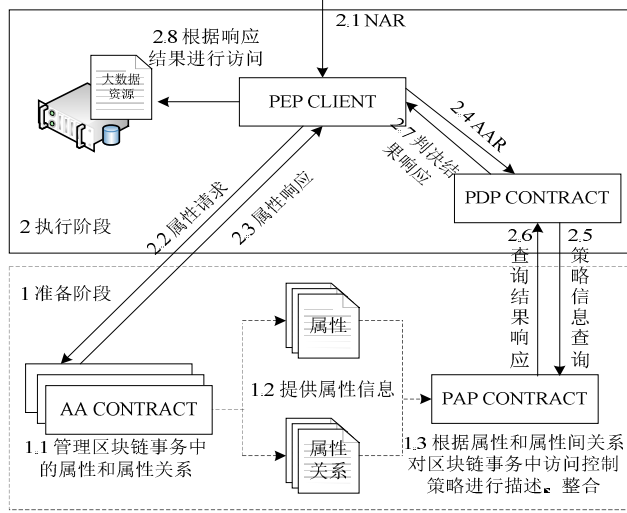 2.1 NAR
2.8 根据响应
结果进行访问
大数据
资源
PEP CLIENT
2.4 AAR
2.7 判决结
果响应
PDP CONTRACT
2.2 属性请求
2.3 属性响应
2 执行阶段
2.6 查询结果响应
2.5 策略信息查询
1 准备阶段
属性
1.2 提供属性信息
AA CONTRACT
PAP CONTRACT
1.1 管理区块链事务中
的属性和属性关系
属性
关系
1.3 根据属性和属性间关系
对区块链事务中访问控制
策略进行描述、整合